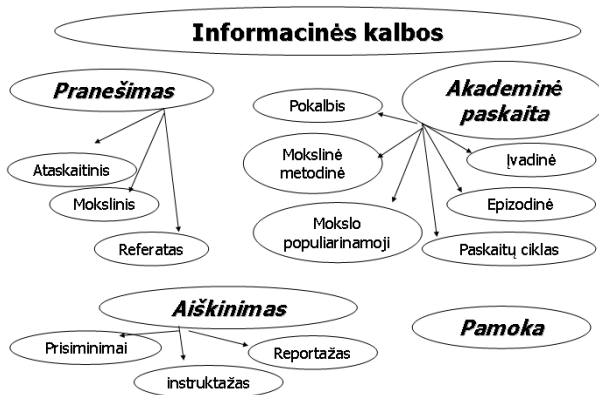 Informacinės kalbos
Pranešimas
Ataskaitinis
Mokslinis
Referatas
Akademinė
paskaita
Pokalbis
Mokslinė
metodinė
Mokslo
populiarinamoji
Įvadinė
Epizodinė
Paskaitų ciklas
Aiškinimas
Prisiminimai
instruktažas
Reportažas
Pamoka